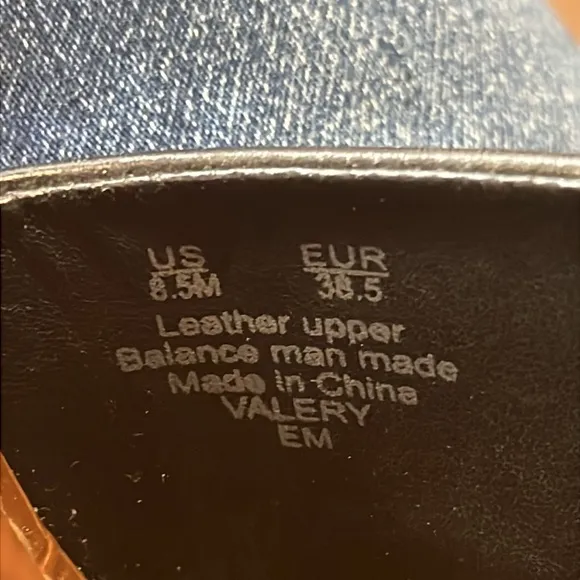 US EUR
8.5M 38.5
Leather upper
Balance man made
Made in China
VALERY
EM